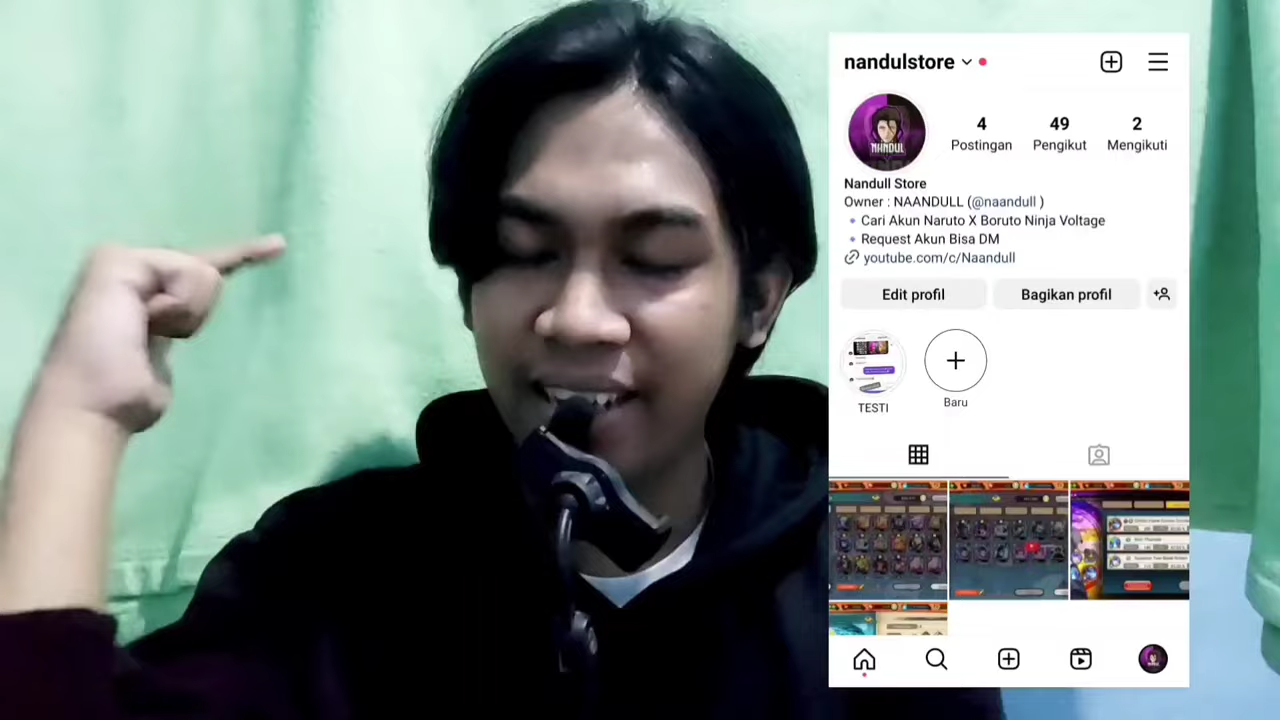 nandulstore
4
49
2
Postingan
Pengikut
Mengikuti
NANDUL
Nandull Store
Owner : NAANDULL (@naandull )
Cari Akun Naruto X Boruto Ninja Voltage
Request Akun Bisa DM
youtube.com/c/Naandull
Edit profil
Bagikan profil
TESTI
Baru